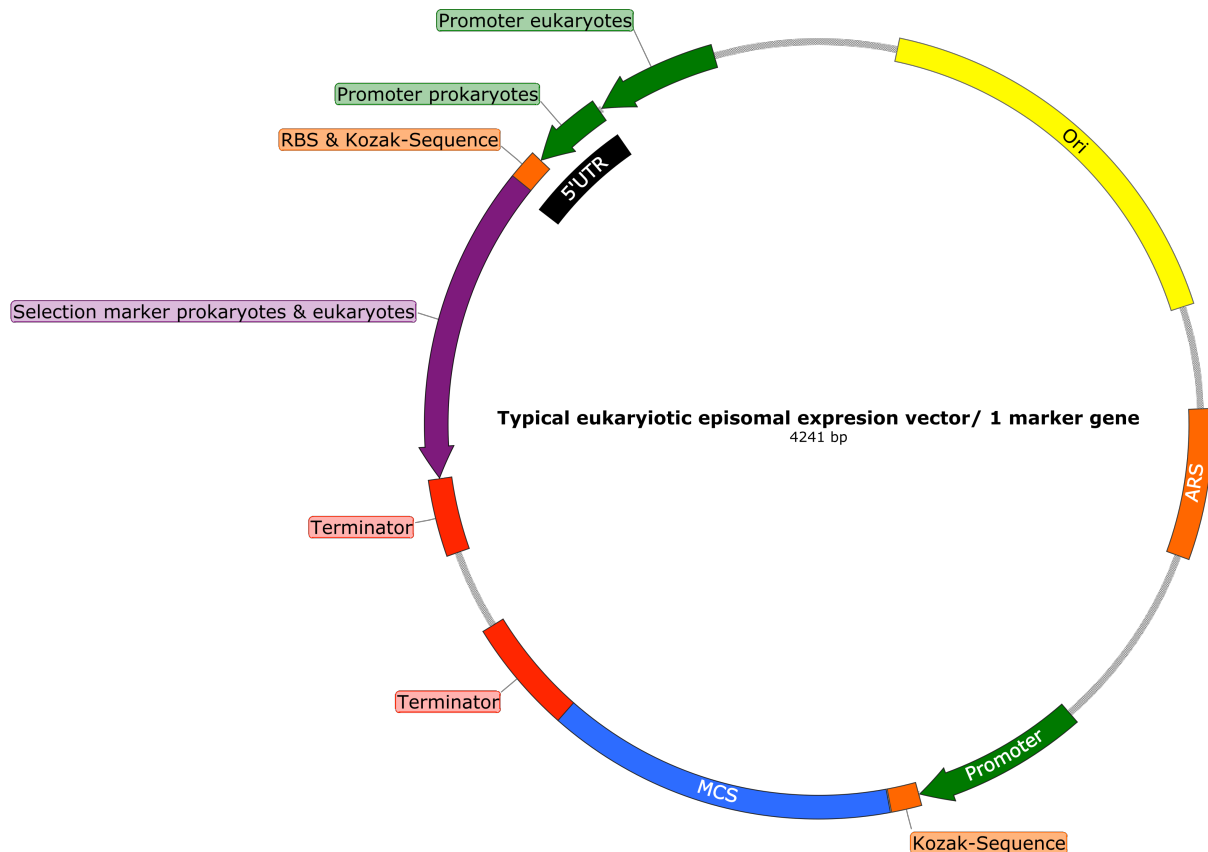 Promoter eukaryotes
Promoter prokaryotes
RBS & Kozak-Sequence
5'UTR
Ori
Selection marker prokaryotes & eukaryotes
Typical eukaryiotic episomal expresion vector/ 1 marker gene
4241 bp
ARS
Terminator
Terminator
Promoter
MCS
Kozak-Sequence